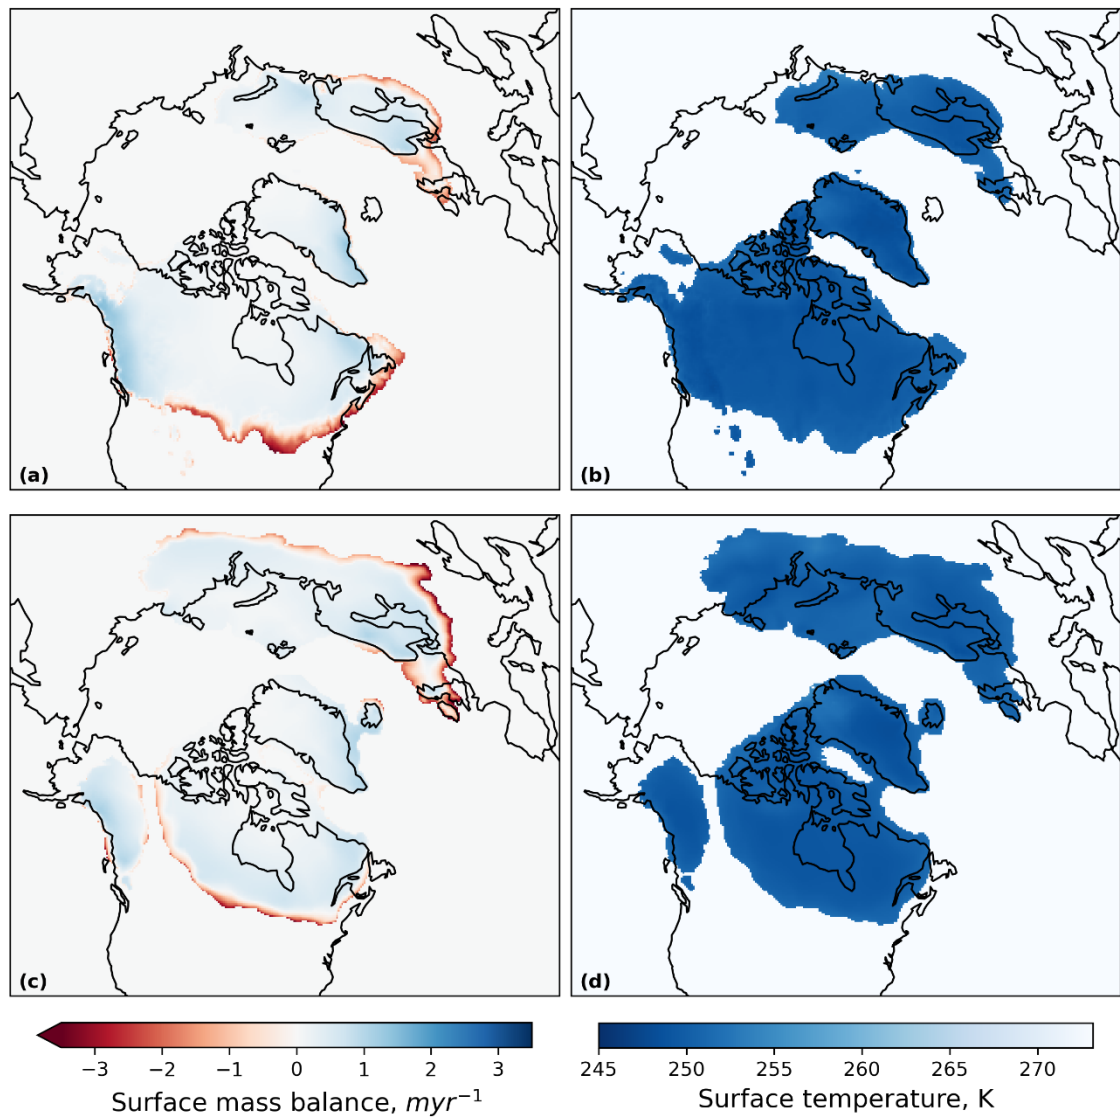 (a)
(b)
(c)
(d)
−3 −2 −1 0 1 2 3
245 250 255 260 265 270
Surface mass balance, myr⁻¹
Surface temperature, K